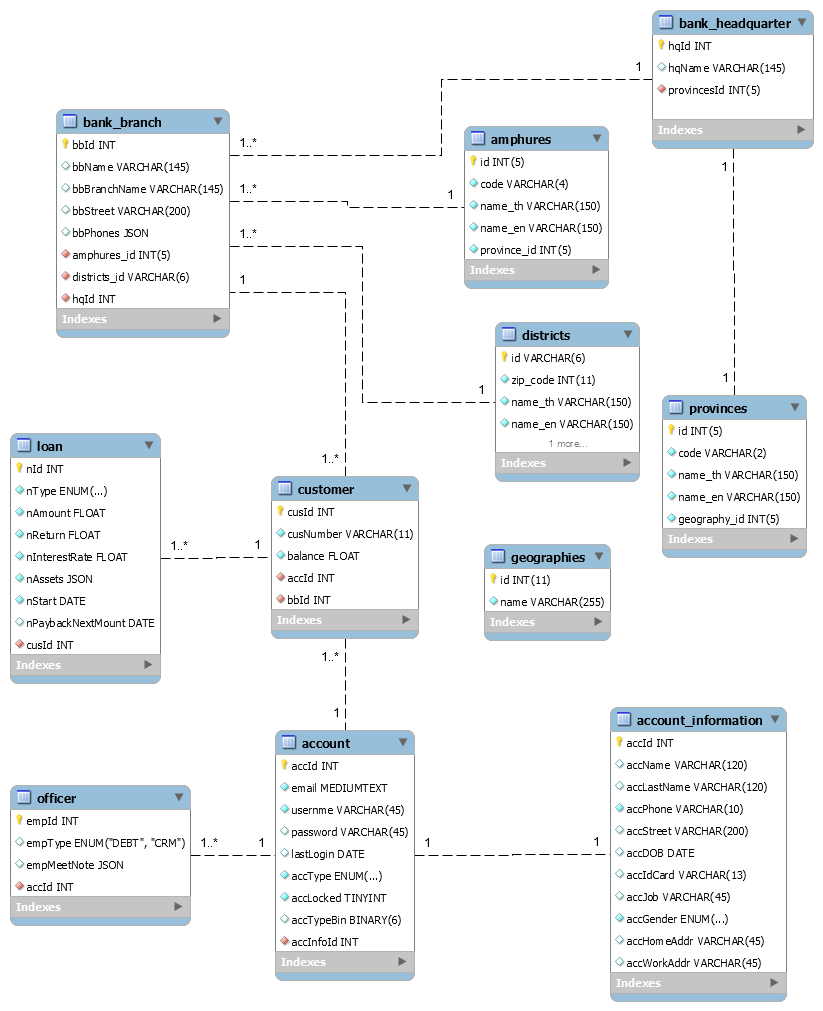 bank_headquarter
hqId INT
hqName VARCHAR(145)
provincesId INT(5)
Indexes
1
1
bank_branch
bbId INT
bbName VARCHAR(145)
bbBranchName VARCHAR(145)
bbStreet VARCHAR(200)
bbPhones JSON
amphures_id INT(5)
districts_id VARCHAR(6)
hqId INT
Indexes
1..*
1..*
1..*
1
amphures
id INT(5)
code VARCHAR(4)
name_th VARCHAR(150)
name_en VARCHAR(150)
province_id INT(5)
Indexes
1
districts
id VARCHAR(6)
zip_code INT(11)
name_th VARCHAR(150)
name_en VARCHAR(150)
1 more...
Indexes
1
1
provinces
id INT(5)
code VARCHAR(2)
name_th VARCHAR(150)
name_en VARCHAR(150)
geography_id INT(5)
Indexes
loan
nId INT
nType ENUM(...)
nAmount FLOAT
nReturn FLOAT
nInterestRate FLOAT
nAssets JSON
nStart DATE
nPaybackNextMount DATE
cusId INT
Indexes
1..*
1
1..*
customer
cusId INT
cusNumber VARCHAR(11)
balance FLOAT
accId INT
bbId INT
Indexes
1..*
1
geographies
id INT(11)
name VARCHAR(255)
Indexes
account
accId INT
email MEDIUMTEXT
usernme VARCHAR(45)
password VARCHAR(45)
lastLogin DATE
accType ENUM(...)
accLocked TINYINT
accTypeBin BINARY(6)
accInfoId INT
Indexes
1
1
account_information
accId INT
accName VARCHAR(120)
accLastName VARCHAR(120)
accPhone VARCHAR(10)
accStreet VARCHAR(200)
accDOB DATE
accIdCard VARCHAR(13)
accJob VARCHAR(45)
accGender ENUM(...)
accHomeAddr VARCHAR(45)
accWorkAddr VARCHAR(45)
Indexes
officer
empId INT
empType ENUM("DEBT", "CRM")
empMeetNote JSON
accId INT
Indexes
1..*
1